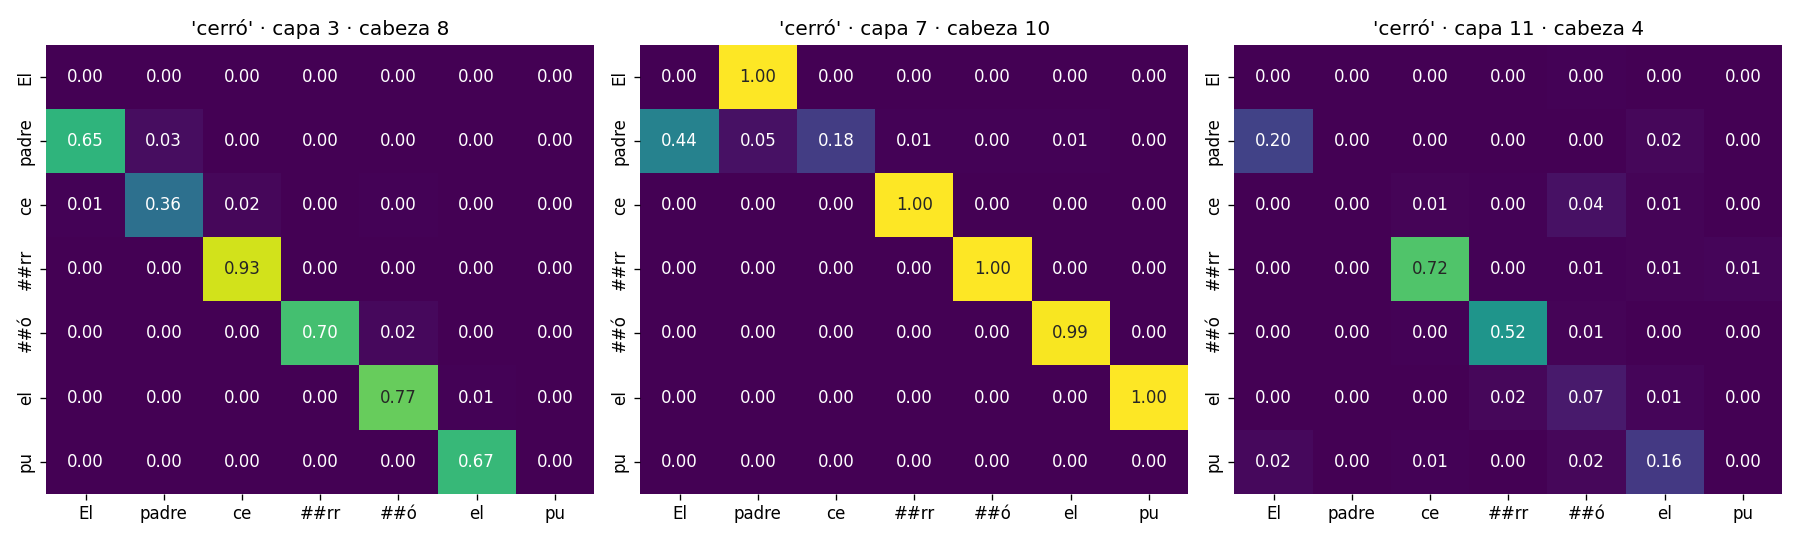 'cerró' · capa 3 · cabeza 8
El 0.00 0.00 0.00 0.00 0.00 0.00 0.00
padre 0.65 0.03 0.00 0.00 0.00 0.00 0.00
ce 0.01 0.36 0.02 0.00 0.00 0.00 0.00
##rr 0.00 0.00 0.93 0.00 0.00 0.00 0.00
##ó 0.00 0.00 0.00 0.70 0.02 0.00 0.00
el 0.00 0.00 0.00 0.00 0.77 0.01 0.00
pu 0.00 0.00 0.00 0.00 0.00 0.67 0.00
El padre ce ##rr ##ó el pu
'cerró' · capa 7 · cabeza 10
El 0.00 1.00 0.00 0.00 0.00 0.00 0.00
padre 0.44 0.05 0.18 0.01 0.00 0.01 0.00
ce 0.00 0.00 0.00 1.00 0.00 0.00 0.00
##rr 0.00 0.00 0.00 0.00 1.00 0.00 0.00
##ó 0.00 0.00 0.00 0.00 0.00 0.99 0.00
el 0.00 0.00 0.00 0.00 0.00 0.00 1.00
pu 0.00 0.00 0.00 0.00 0.00 0.00 0.00
El padre ce ##rr ##ó el pu
'cerró' · capa 11 · cabeza 4
El 0.00 0.00 0.00 0.00 0.00 0.00 0.00
padre 0.20 0.00 0.00 0.00 0.00 0.02 0.00
ce 0.00 0.00 0.01 0.00 0.04 0.01 0.00
##rr 0.00 0.00 0.72 0.00 0.01 0.01 0.01
##ó 0.00 0.00 0.00 0.52 0.01 0.00 0.00
el 0.00 0.00 0.00 0.02 0.07 0.01 0.00
pu 0.02 0.00 0.01 0.00 0.02 0.16 0.00
El padre ce ##rr ##ó el pu